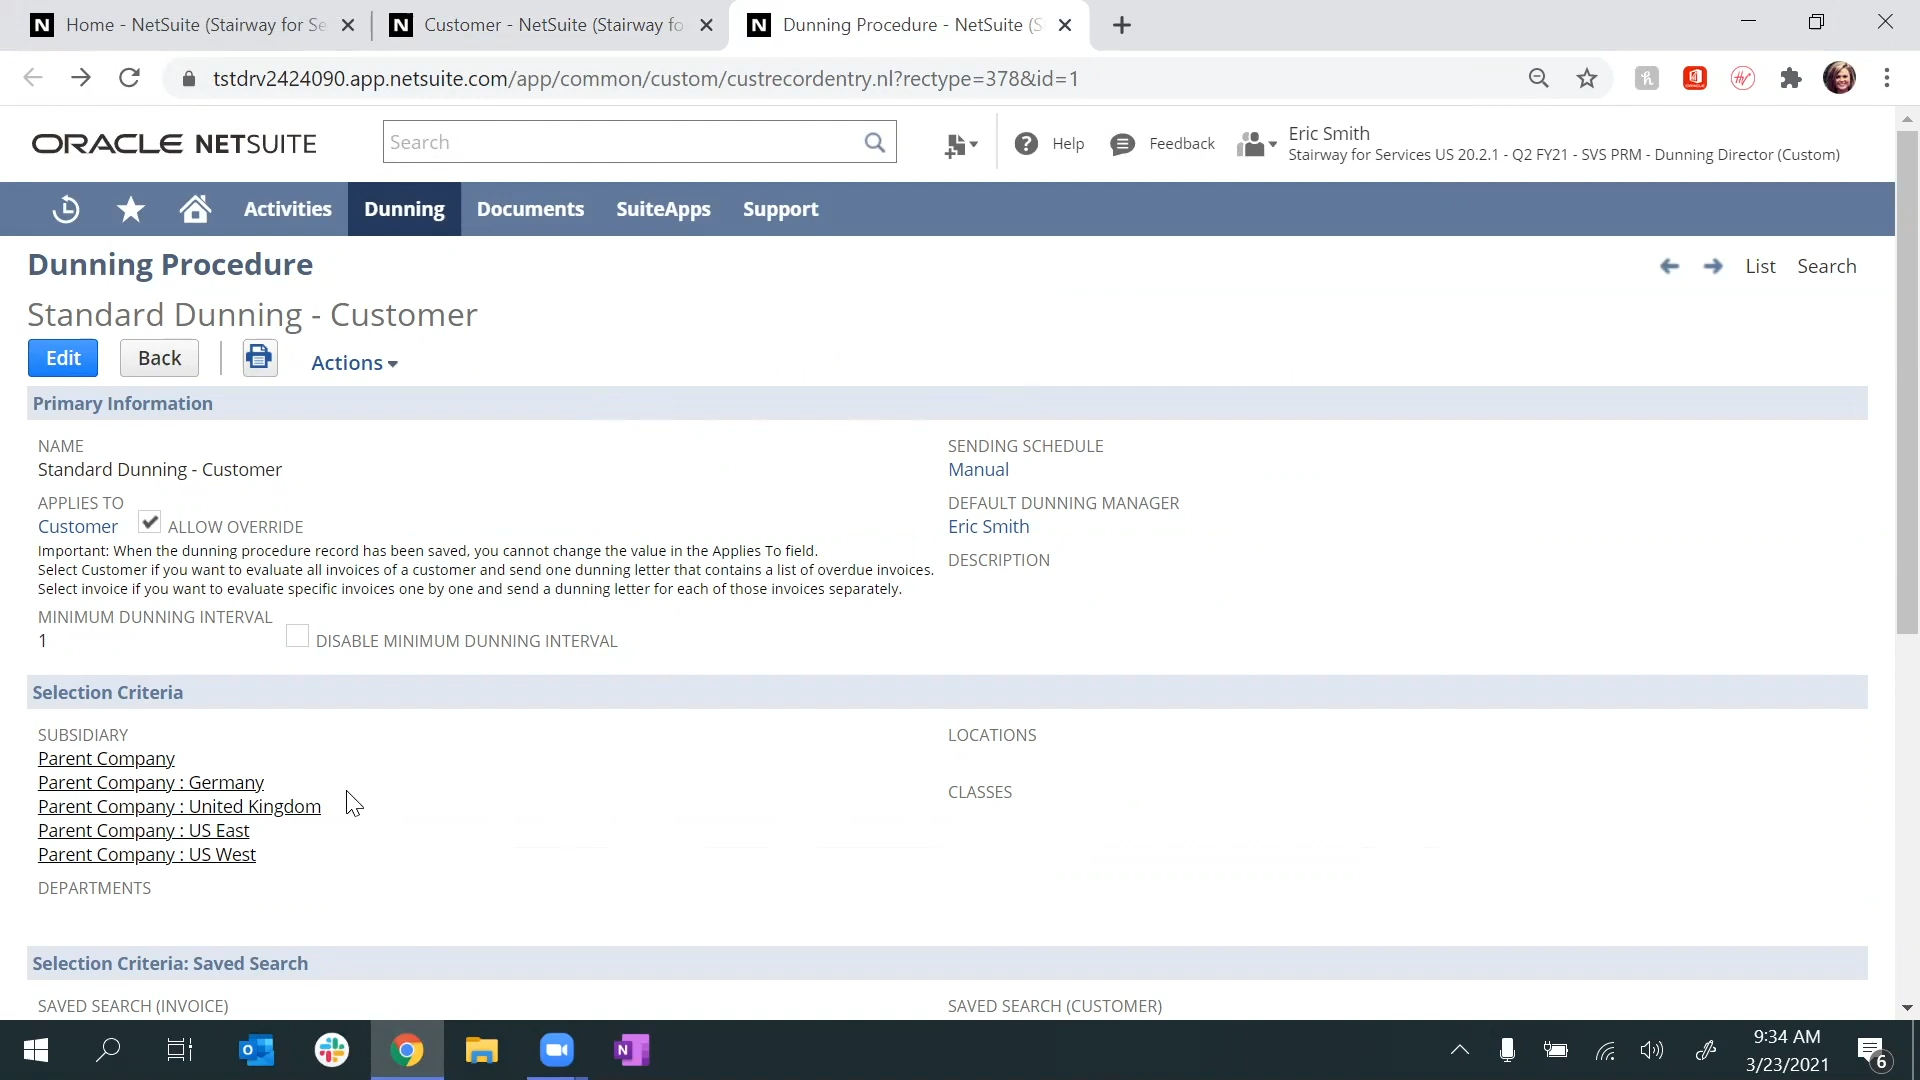 Home - NetSuite (Stairway for Se
Customer - NetSuite (Stairway fo
Dunning Procedure - NetSuite (S
tstdrv2424090.app.netsuite.com/app/common/custom/custrecordentry.nl?rectype=378&id=1
ORACLE NETSUITE
Search
Help
Feedback
Eric Smith
Stairway for Services US 20.2.1 - Q2 FY21 - SVS PRM - Dunning Director (Custom)
Activities
Dunning
Documents
SuiteApps
Support
Dunning Procedure
List
Search
Standard Dunning - Customer
Edit
Back
Actions
Primary Information
NAME
Standard Dunning - Customer
APPLIES TO
Customer
ALLOW OVERRIDE
Important: When the dunning procedure record has been saved, you cannot change the value in the Applies To field.
Select Customer if you want to evaluate all invoices of a customer and send one dunning letter that contains a list of overdue invoices.
Select invoice if you want to evaluate specific invoices one by one and send a dunning letter for each of those invoices separately.
MINIMUM DUNNING INTERVAL
1
DISABLE MINIMUM DUNNING INTERVAL
SENDING SCHEDULE
Manual
DEFAULT DUNNING MANAGER
Eric Smith
DESCRIPTION
Selection Criteria
SUBSIDIARY
Parent Company
Parent Company : Germany
Parent Company : United Kingdom
Parent Company : US East
Parent Company : US West
DEPARTMENTS
LOCATIONS
CLASSES
Selection Criteria: Saved Search
SAVED SEARCH (INVOICE)
SAVED SEARCH (CUSTOMER)
9:34 AM
3/23/2021
6